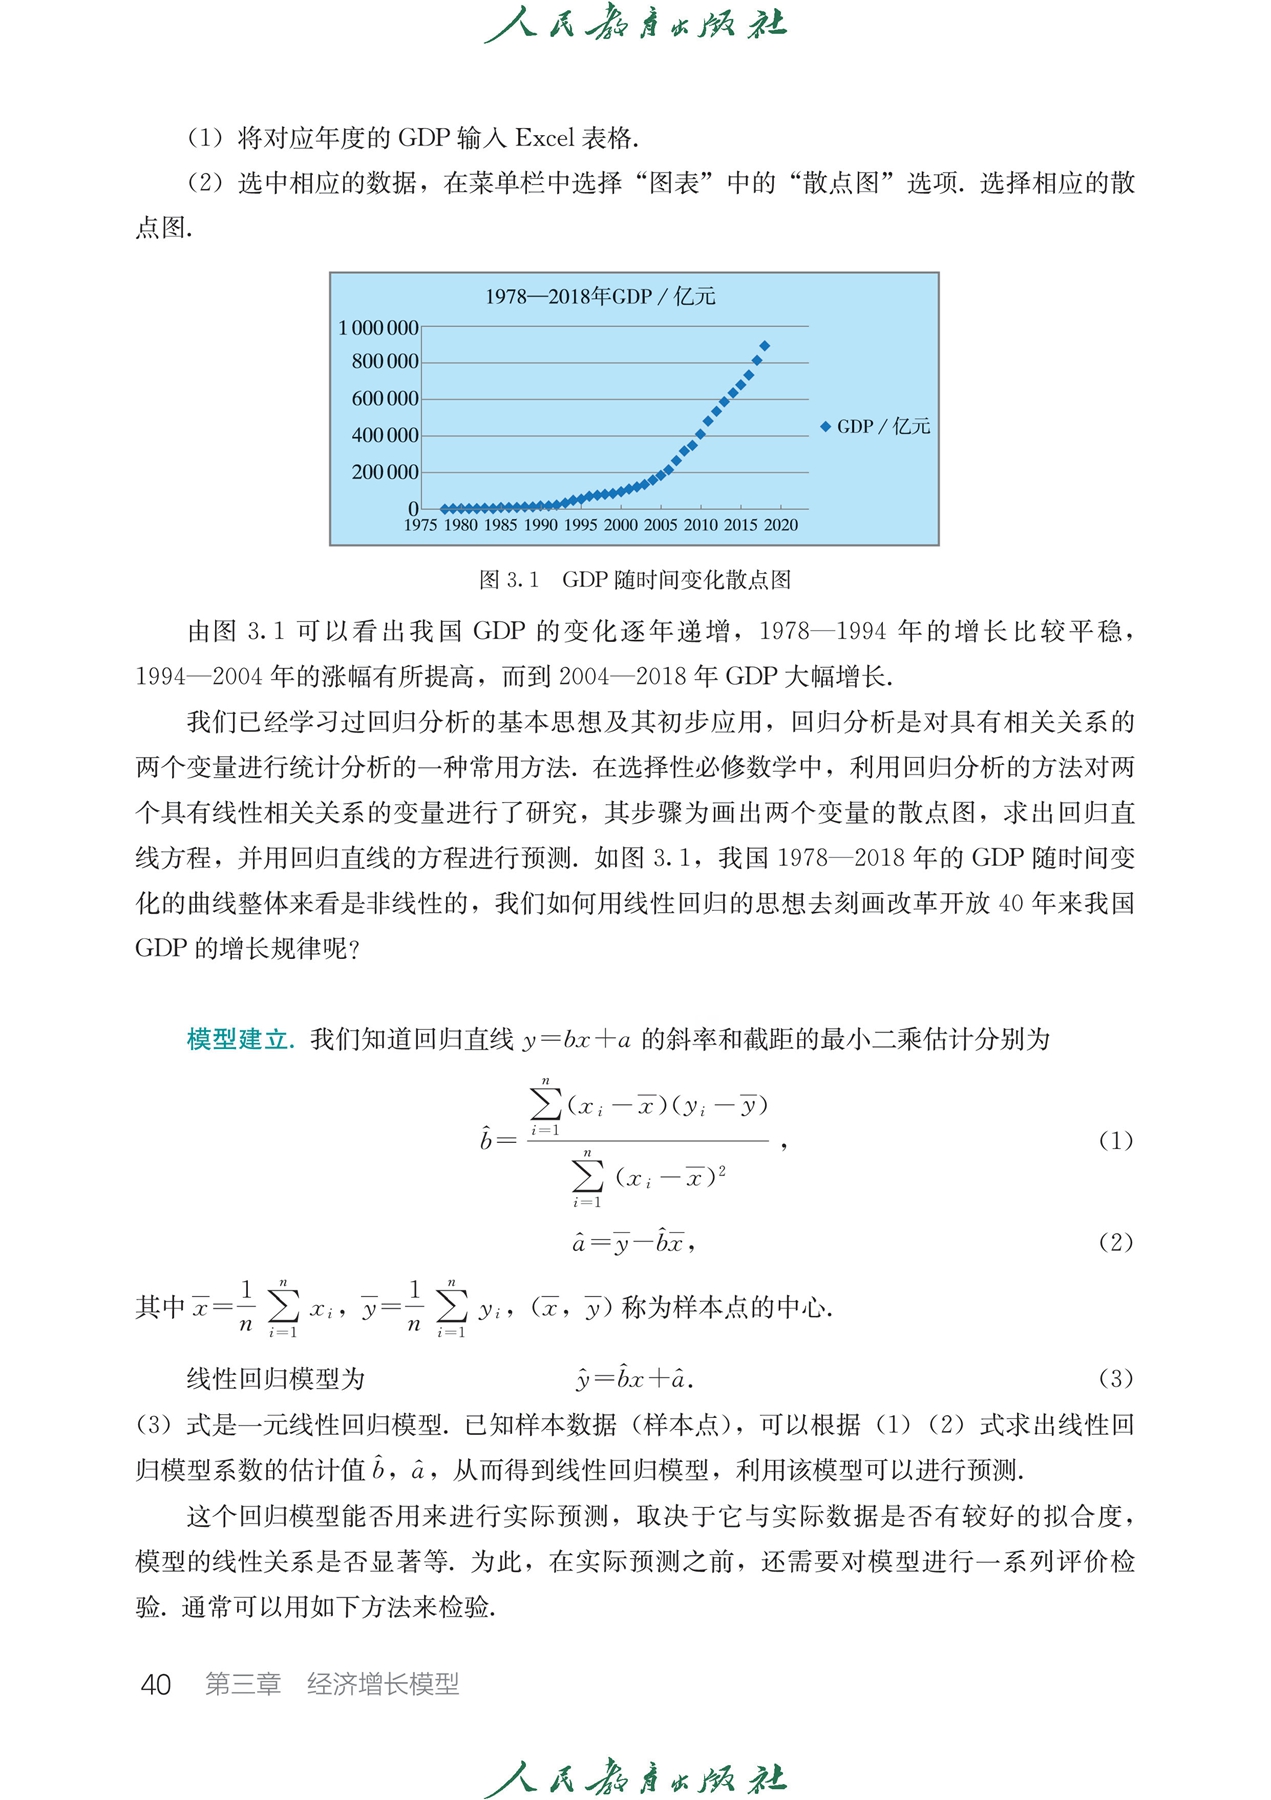 人民教育出版社
（1）将对应年度的 GDP 输入 Excel 表格．
（2）选中相应的数据，在菜单栏中选择“图表”中的“散点图”选项．选择相应的散
点图．
1978—2018年GDP / 亿元
1 000 000
800 000
600 000
400 000
200 000
0
1975 1980 1985 1990 1995 2000 2005 2010 2015 2020
GDP / 亿元
图 3.1　GDP 随时间变化散点图
由图 3.1 可以看出我国 GDP 的变化逐年递增，1978—1994 年的增长比较平稳，
1994—2004 年的涨幅有所提高，而到 2004—2018 年 GDP 大幅增长．
我们已经学习过回归分析的基本思想及其初步应用，回归分析是对具有相关关系的
两个变量进行统计分析的一种常用方法．在选择性必修数学中，利用回归分析的方法对两
个具有线性相关关系的变量进行了研究，其步骤为画出两个变量的散点图，求出回归直
线方程，并用回归直线的方程进行预测．如图 3.1，我国 1978—2018 年的 GDP 随时间变
化的曲线整体来看是非线性的，我们如何用线性回归的思想去刻画改革开放 40 年来我国
GDP 的增长规律呢？
模型建立．我们知道回归直线 y=bx+a 的斜率和截距的最小二乘估计分别为
b̂ = ∑_{i=1}^{n}(x_i − x̄)(y_i − ȳ) / ∑_{i=1}^{n}(x_i − x̄)²， （1）
â = ȳ − b̂x̄， （2）
其中 x̄ = 1/n ∑_{i=1}^{n} x_i，ȳ = 1/n ∑_{i=1}^{n} y_i，（x̄，ȳ）称为样本点的中心．
线性回归模型为 ŷ = b̂x + â． （3）
（3）式是一元线性回归模型．已知样本数据（样本点），可以根据（1）（2）式求出线性回
归模型系数的估计值 b̂，â，从而得到线性回归模型，利用该模型可以进行预测．
这个回归模型能否用来进行实际预测，取决于它与实际数据是否有较好的拟合度，
模型的线性关系是否显著等．为此，在实际预测之前，还需要对模型进行一系列评价检
验．通常可以用如下方法来检验．
40 第三章　经济增长模型
人民教育出版社